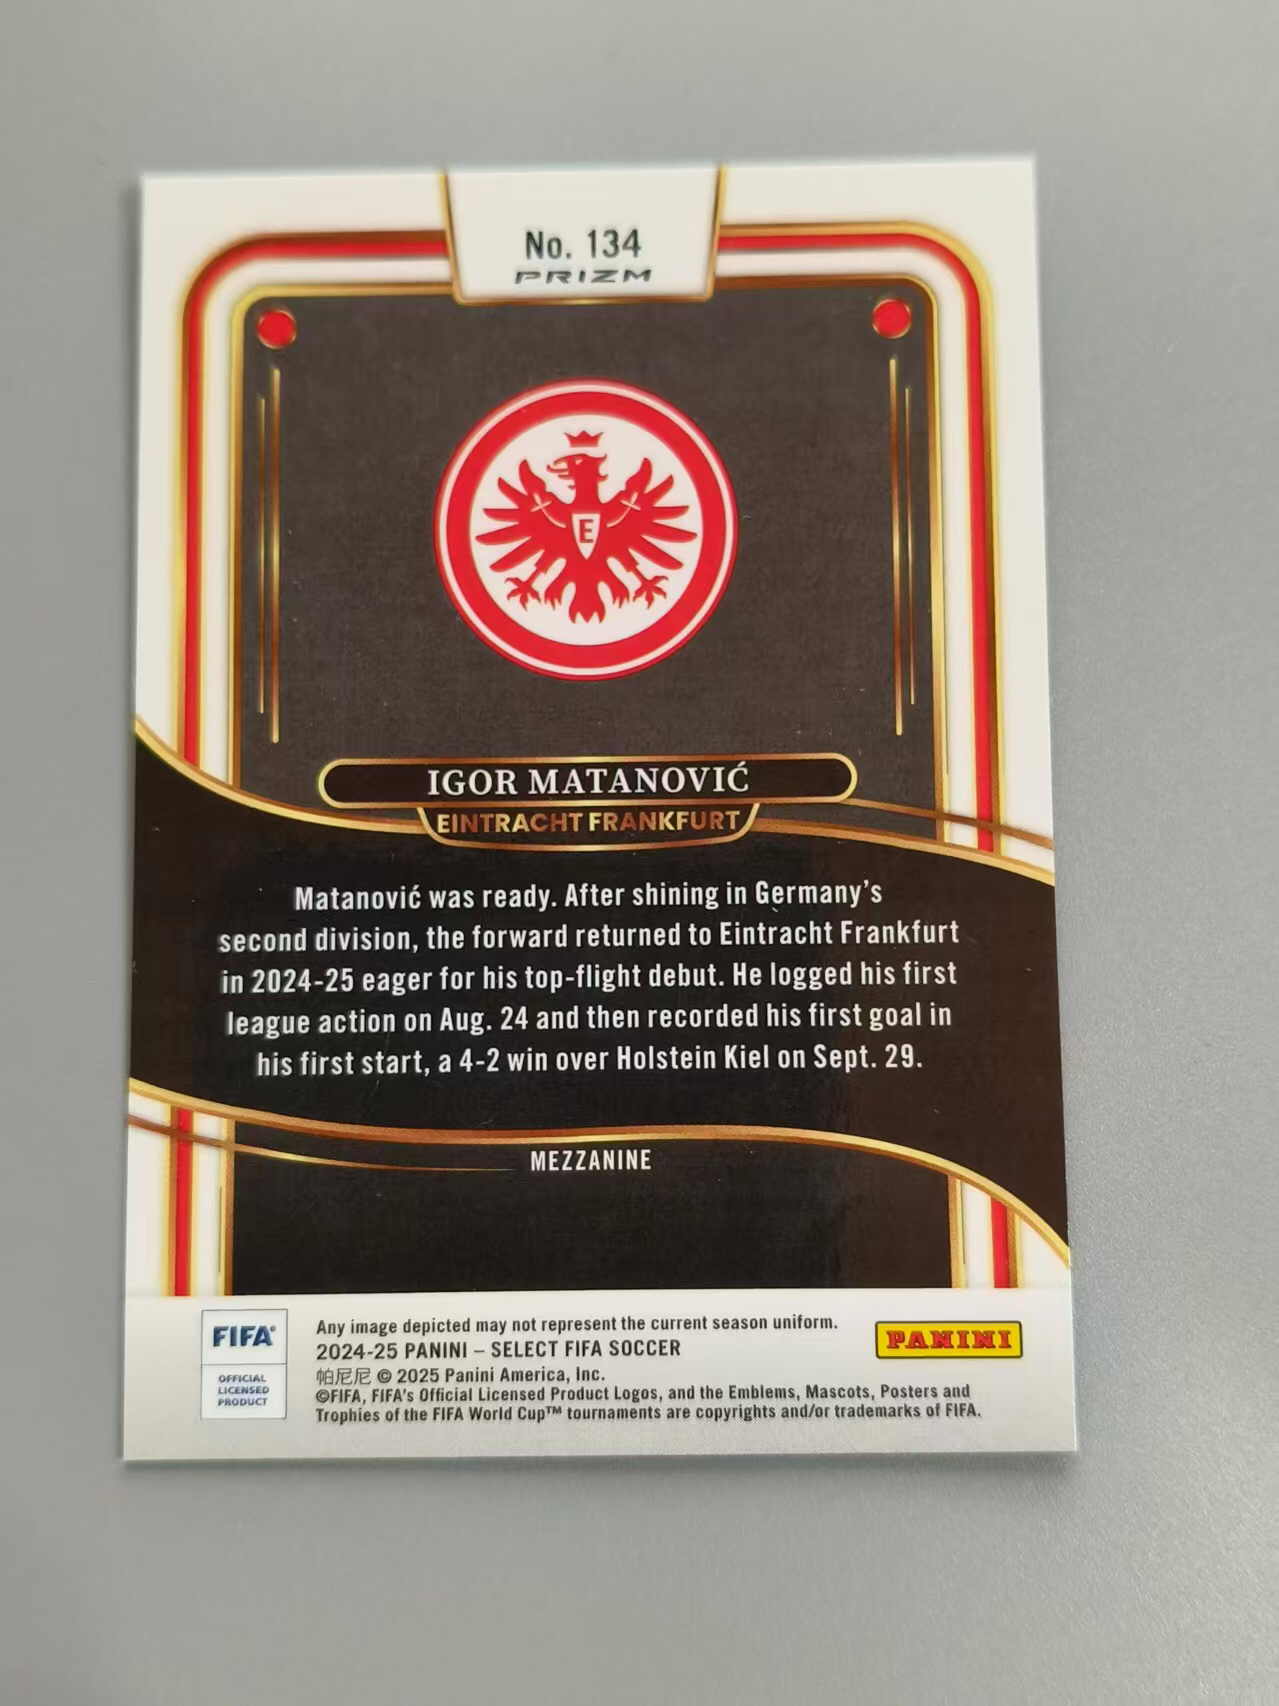 No. 134
PRIZM
E
IGOR MATANOVIĆ
EINTRACHT FRANKFURT
Matanović was ready. After shining in Germany's
second division, the forward returned to Eintracht Frankfurt
in 2024-25 eager for his top-flight debut. He logged his first
league action on Aug. 24 and then recorded his first goal in
his first start, a 4-2 win over Holstein Kiel on Sept. 29.
MEZZANINE
FIFA®
OFFICIAL
LICENSED
PRODUCT
Any image depicted may not represent the current season uniform.
2024-25 PANINI – SELECT FIFA SOCCER
帕尼尼 © 2025 Panini America, Inc.
©FIFA, FIFA's Official Licensed Product Logos, and the Emblems, Mascots, Posters and
Trophies of the FIFA World Cup™ tournaments are copyrights and/or trademarks of FIFA.
PANINI